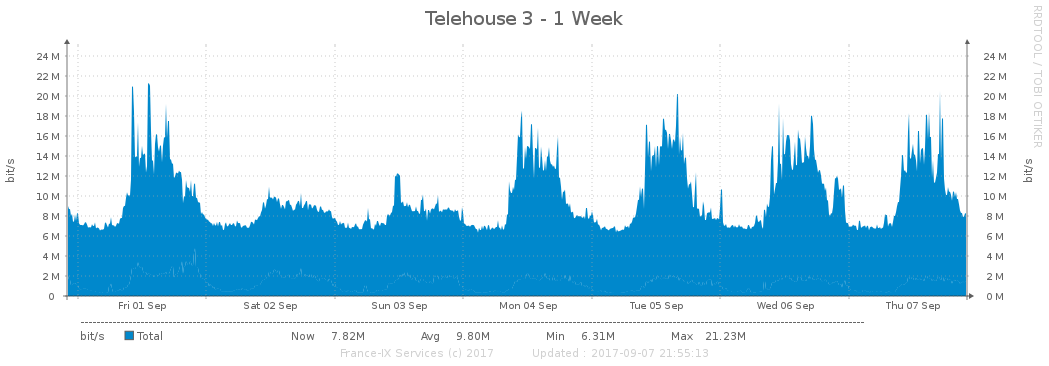 Telehouse 3 - 1 Week
RRDTOOL / TOBI OETIKER
bit/s
24 M 24 M
22 M 22 M
20 M 20 M
18 M 18 M
16 M 16 M
14 M 14 M
12 M 12 M
10 M 10 M
8 M 8 M
6 M 6 M
4 M 4 M
2 M 2 M
0 0 M
bit/s
Fri 01 Sep Sat 02 Sep Sun 03 Sep Mon 04 Sep Tue 05 Sep Wed 06 Sep Thu 07 Sep
bit/s Total Now 7.82M Avg 9.80M Min 6.31M Max 21.23M
France-IX Services (c) 2017 Updated : 2017-09-07 21:55:13